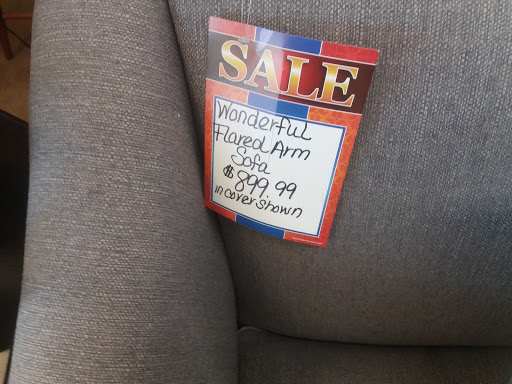 SALE
Wonderful
Flared Arm
Sofa
$899.99
in cover shown